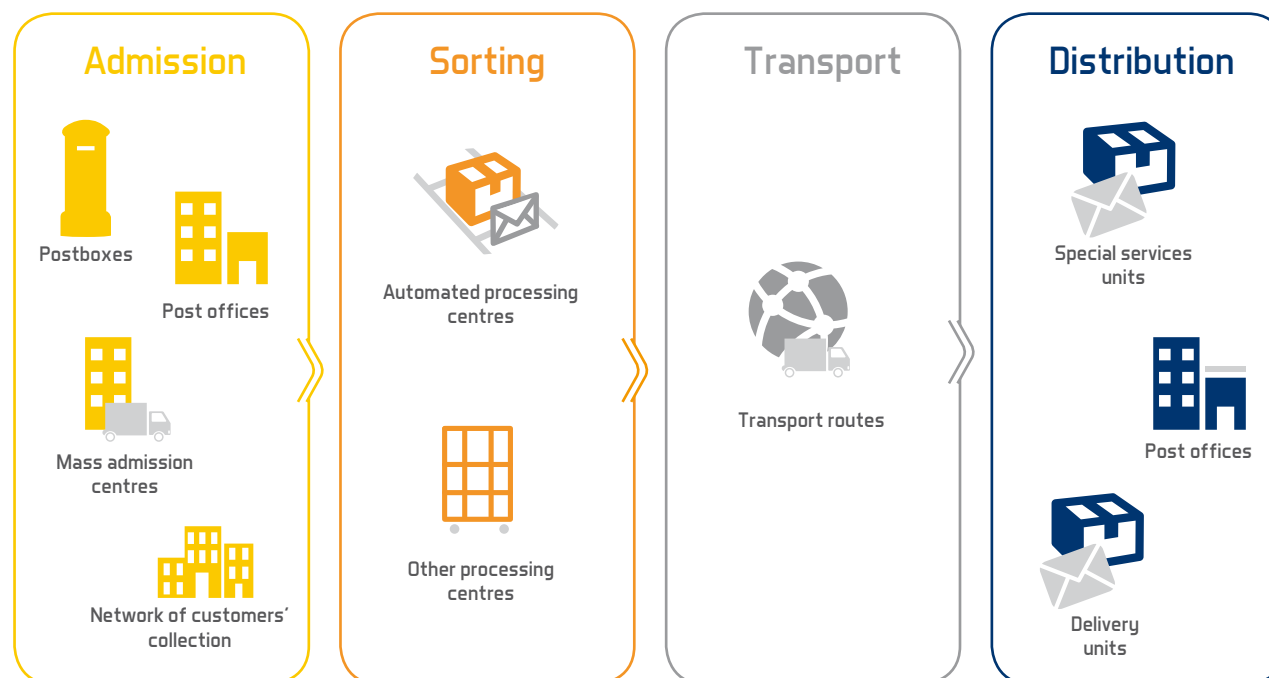 Admission
Postboxes
Post offices
Mass admission
centres
Network of customers'
collection
Sorting
Automated processing
centres
Other processing
centres
Transport
Transport routes
Distribution
Special services
units
Post offices
Delivery
units